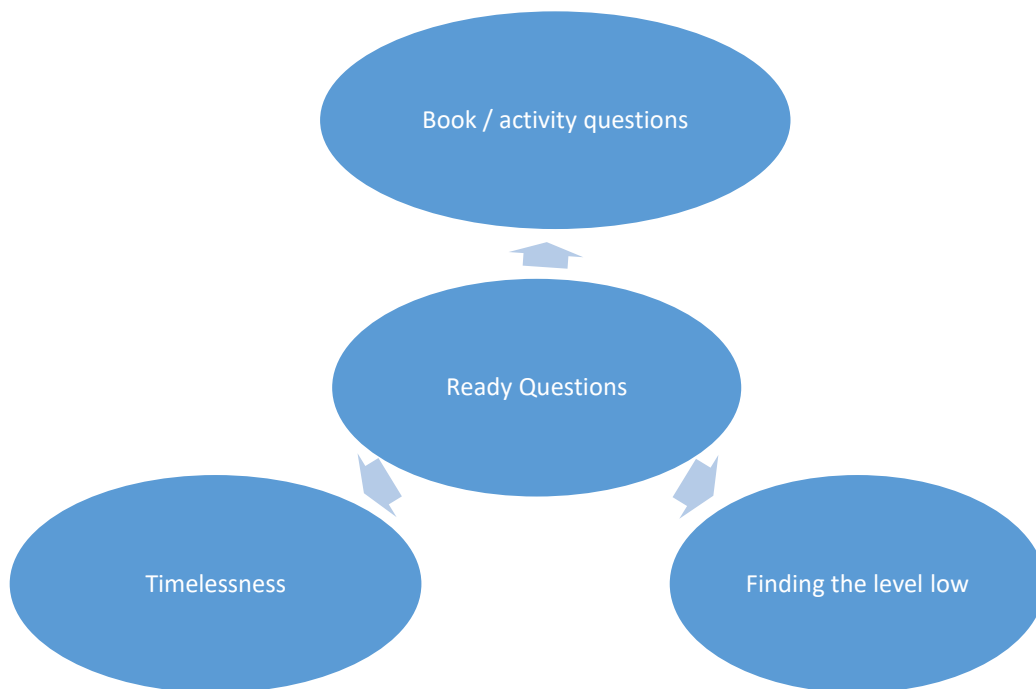 Book / activity questions
Ready Questions
Timelessness
Finding the level low